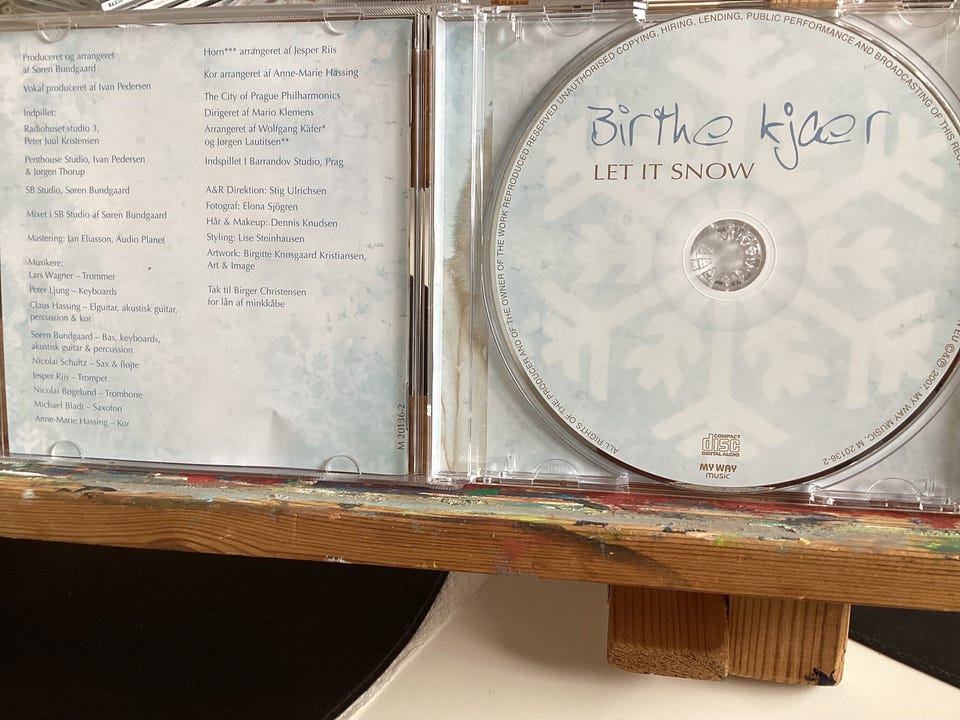 Produceret og arrangeret
af Søren Bundgaard
Vokal produceret af Ivan Pedersen
Indpillet:
Radiohuset studio 3,
Peter Juul Kristensen
Penthouse Studio, Ivan Pedersen
& Jørgen Thorup
SB Studio, Søren Bundgaard
Mixet i SB Studio af Søren Bundgaard
Mastering: Jan Eliasson, Audio Planet
Musikere:
Lars Wagner – Trommer
Peter Ljung – Keyboards
Claus Hassing – Elguitar, akustisk guitar,
percussion & kor
Søren Bundgaard – Bas, keyboards,
akustisk guitar & percussion
Nicolai Schultz – Sax & fløjte
Jesper Riis – Trompet
Nicolai Bøgelund – Trombone
Michael Bladt – Saxofon
Anne-Marie Hassing – Kor
Horn*** arrangeret af Jesper Riis
Kor arrangeret af Anne-Marie Hassing
The City of Prague Philharmonics
Dirigeret af Mario Klemens
Arrangeret af Wolfgang Käfer*
og Jørgen Lautitsen**
Indspillet I Barrandov Studio, Prag
A&R Direktion: Stig Ulrichsen
Fotograf: Elona Sjögren
Hår & Makeup: Dennis Knudsen
Styling: Lise Steinhausen
Artwork: Birgitte Knøsgaard Kristiansen,
Art & Image
Tak til Birger Christensen
for lån af minkkåbe
M 20136-2
Birthe Kjær
LET IT SNOW
COMPACT
disc
DIGITAL AUDIO
MY WAY
music
ALL RIGHTS OF THE PRODUCER AND OF THE OWNER OF THE WORK REPRODUCED RESERVED UNAUTHORISED COPYING, HIRING, LENDING, PUBLIC PERFORMANCE AND BROADCASTING OF THIS
EU ©&℗ 2007, MY WAY MUSIC, M 20136-2